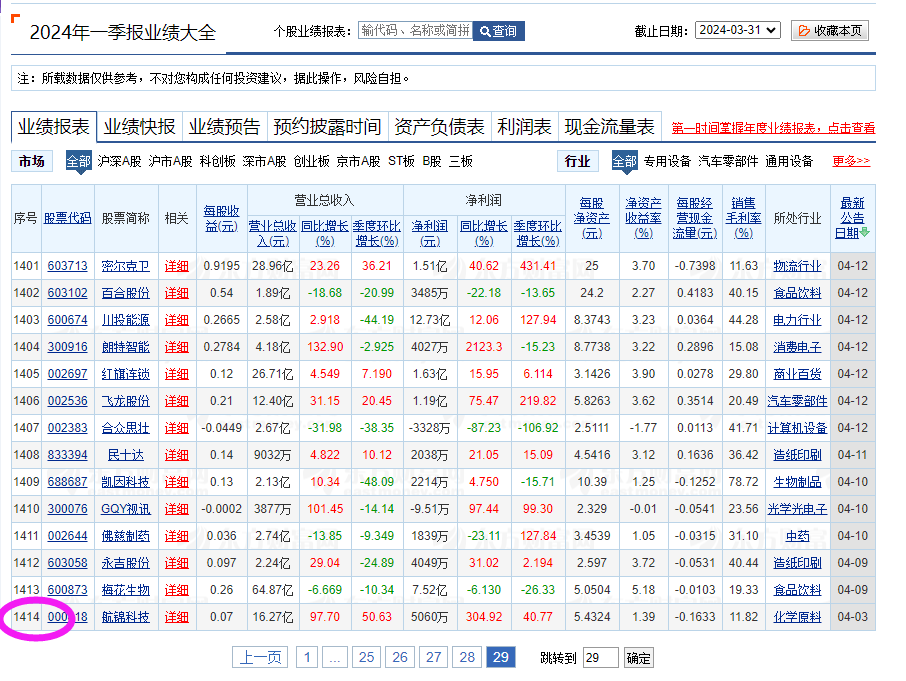 2024年一季报业绩大全 个股业绩报表: 输入代码、名称或简拼 查询 截止日期: 2024-03-31 收藏本页
注：所载数据仅供参考，不对您构成任何投资建议，据此操作，风险自担。
业绩报表 业绩快报 业绩预告 预约披露时间 资产负债表 利润表 现金流量表 第一时间掌握年度业绩报表，点击查看
市场 全部 沪深A股 沪市A股 科创板 深市A股 创业板 京市A股 ST板 B股 三板 行业 全部 专用设备 汽车零部件 通用设备 更多>>
序号 股票代码 股票简称 相关 每股收益(元) 营业总收入 净利润 每股净资产(元) 净资产收益率(%) 每股经营现金流量(元) 销售毛利率(%) 所处行业 最新公告日期
营业总收入(元) 同比增长(%) 季度环比增长(%) 净利润(元) 同比增长(%) 季度环比增长(%)
1401 603713 密尔克卫 详细 0.9195 28.96亿 23.26 36.21 1.51亿 40.62 431.41 25 3.70 -0.7398 11.63 物流行业 04-12
1402 603102 百合股份 详细 0.54 1.89亿 -18.68 -20.99 3485万 -22.18 -13.65 24.2 2.27 0.4183 40.15 食品饮料 04-12
1403 600674 川投能源 详细 0.2665 2.58亿 2.918 -44.19 12.73亿 12.06 127.94 8.3743 3.23 0.0364 44.28 电力行业 04-12
1404 300916 朗特智能 详细 0.2784 4.18亿 132.90 -2.925 4027万 2123.3 -15.23 8.7738 3.22 0.2896 15.08 消费电子 04-12
1405 002697 红旗连锁 详细 0.12 26.71亿 4.549 7.190 1.63亿 15.95 6.114 3.1426 3.90 0.0278 29.80 商业百货 04-12
1406 002536 飞龙股份 详细 0.21 12.40亿 31.15 20.45 1.19亿 75.47 219.82 5.8263 3.62 0.3514 20.49 汽车零部件 04-12
1407 002383 合众思壮 详细 -0.0449 2.67亿 -31.98 -38.35 -3328万 -87.23 -106.92 2.5111 -1.77 0.0113 41.71 计算机设备 04-12
1408 833394 民士达 详细 0.14 9032万 4.822 10.12 2038万 21.05 15.09 4.5416 3.12 0.1636 36.42 造纸印刷 04-11
1409 688687 凯因科技 详细 0.13 2.13亿 10.34 -48.09 2214万 4.750 -15.71 10.39 1.25 -0.1252 78.72 生物制品 04-10
1410 300076 GQY视讯 详细 -0.0002 3877万 101.45 -14.14 -9.51万 97.44 99.30 2.329 -0.01 -0.0541 23.56 光学光电子 04-10
1411 002644 佛慈制药 详细 0.036 2.74亿 -13.85 -9.349 1839万 -23.11 127.84 3.4539 1.05 -0.0315 31.10 中药 04-10
1412 603058 永吉股份 详细 0.097 2.24亿 29.04 -24.89 4049万 31.02 2.194 2.597 3.72 -0.0531 40.44 造纸印刷 04-09
1413 600873 梅花生物 详细 0.26 64.87亿 -6.669 -10.34 7.52亿 -6.130 -26.33 5.0504 5.18 -0.0103 19.33 食品饮料 04-09
1414 000 18 航锦科技 详细 0.07 16.27亿 97.70 50.63 5060万 304.92 40.77 5.4324 1.39 -0.1633 11.82 化学原料 04-03
上一页 1 ... 25 26 27 28 29 跳转到 29 确定